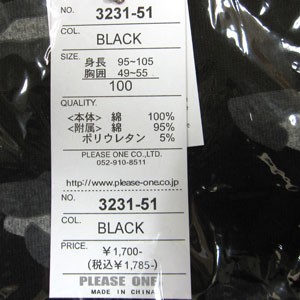 NO. 3231-51
COL. BLACK
SIZE. 身長 95~105
胸囲 49~55
100
QUALITY.
<本体> 綿 100%
<附属> 綿 95%
ポリウレタン 5%
PLEASE ONE CO.,LTD.
052-910-8511
http://www.please-one.co.jp
NO. 3231-51
COL. BLACK
PRICE. ¥1,700-
(税込¥1,785-)
PLEASE ONE.
MADE IN CHINA